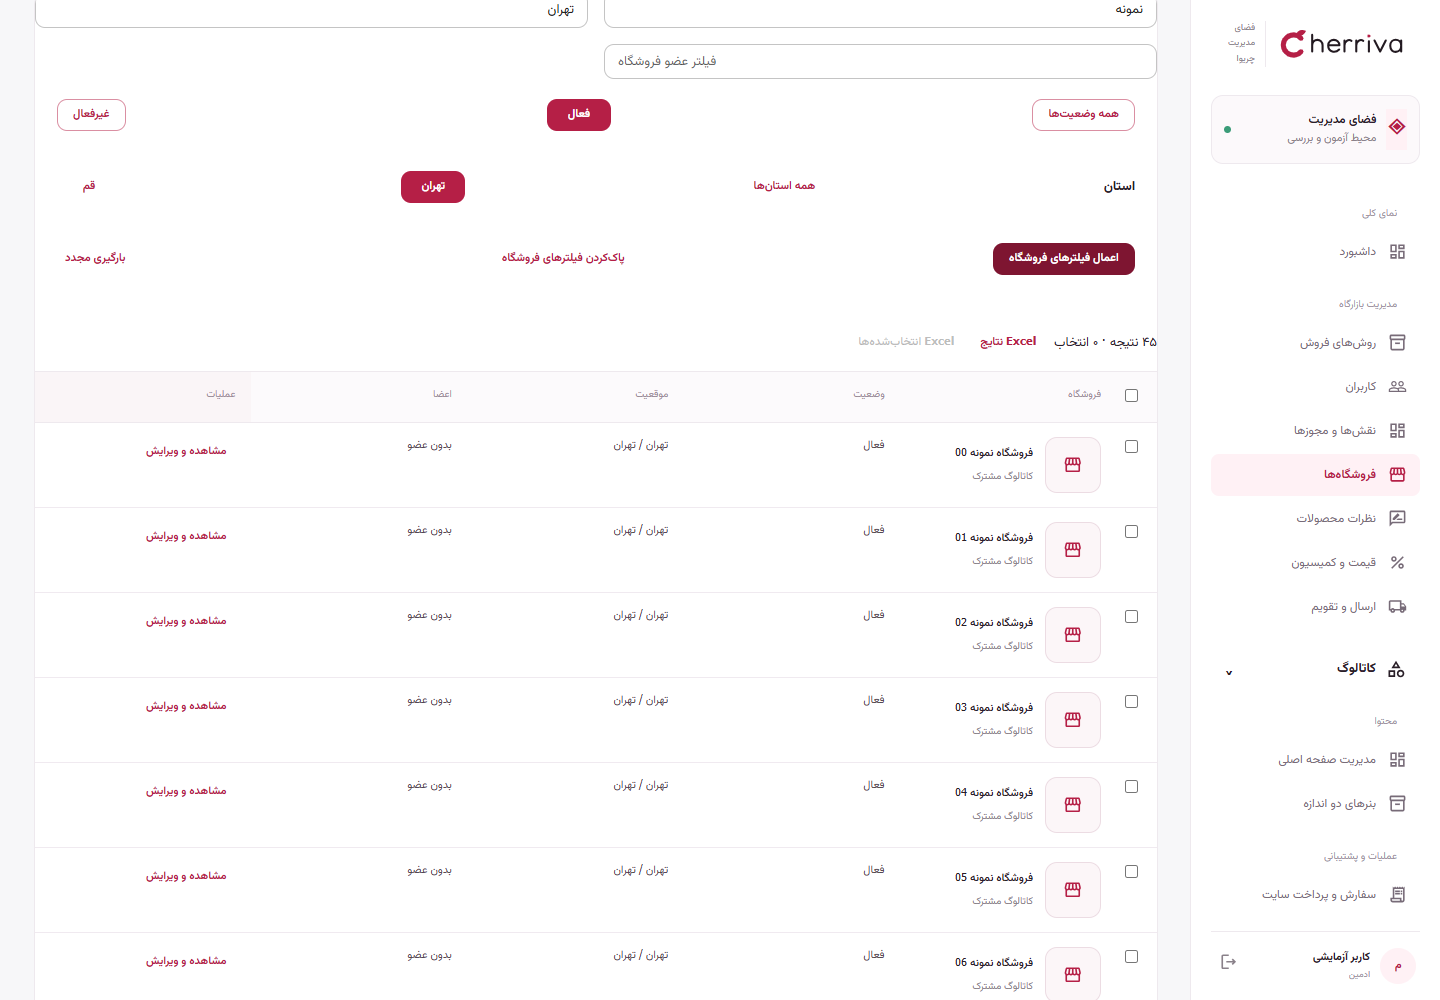 Cherriva
فضای
مدیریت
چریوا
فضای مدیریت
محیط آزمون و بررسی
نمای کلی
داشبورد
مدیریت بازارگاه
روش‌های فروش
کاربران
نقش‌ها و مجوزها
فروشگاه‌ها
نظرات محصولات
قیمت و کمیسیون
ارسال و تقویم
کاتالوگ
محتوا
مدیریت صفحه اصلی
بنرهای دو اندازه
عملیات و پشتیبانی
سفارش و پرداخت سایت
م
کاربر آزمایشی
ادمین
نمونه
تهران
فیلتر عضو فروشگاه
همه وضعیت‌ها
فعال
غیرفعال
استان
همه استان‌ها
تهران
قم
اعمال فیلترهای فروشگاه
پاک‌کردن فیلترهای فروشگاه
بارگیری مجدد
۴۵ نتیجه · ۰ انتخاب
Excel نتایج
Excel انتخاب‌شده‌ها
فروشگاه وضعیت موقعیت اعضا عملیات
فروشگاه نمونه 00 فعال تهران / تهران بدون عضو مشاهده و ویرایش
کاتالوگ مشترک
فروشگاه نمونه 01 فعال تهران / تهران بدون عضو مشاهده و ویرایش
کاتالوگ مشترک
فروشگاه نمونه 02 فعال تهران / تهران بدون عضو مشاهده و ویرایش
کاتالوگ مشترک
فروشگاه نمونه 03 فعال تهران / تهران بدون عضو مشاهده و ویرایش
کاتالوگ مشترک
فروشگاه نمونه 04 فعال تهران / تهران بدون عضو مشاهده و ویرایش
کاتالوگ مشترک
فروشگاه نمونه 05 فعال تهران / تهران بدون عضو مشاهده و ویرایش
کاتالوگ مشترک
فروشگاه نمونه 06 فعال تهران / تهران بدون عضو مشاهده و ویرایش
کاتالوگ مشترک